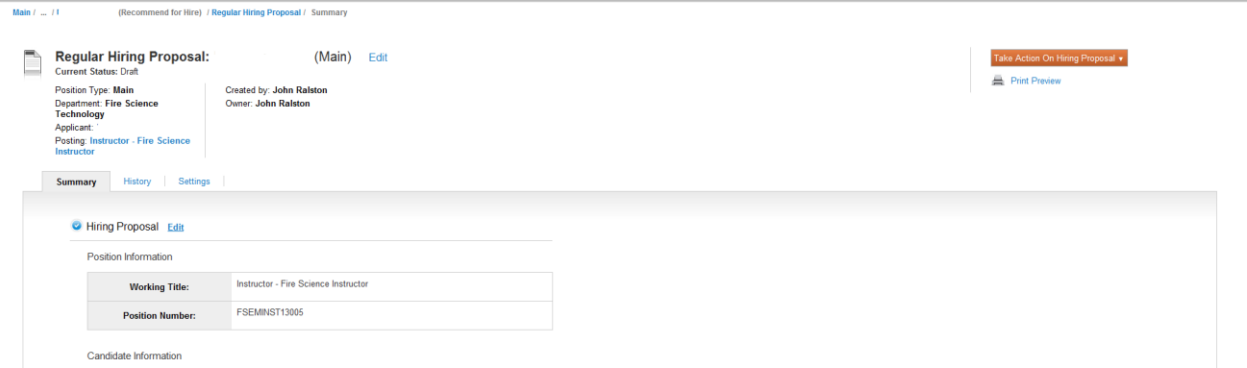 Main / ... / I (Recommend for Hire) / Regular Hiring Proposal / Summary
Regular Hiring Proposal: (Main) Edit
Current Status: Draft
Position Type: Main
Department: Fire Science
Technology
Applicant:
Posting: Instructor - Fire Science
Instructor
Created by: John Ralston
Owner: John Ralston
Take Action On Hiring Proposal
Print Preview
Summary History Settings
Hiring Proposal Edit
Position Information
Working Title: Instructor - Fire Science Instructor
Position Number: FSEMINST13005
Candidate Information